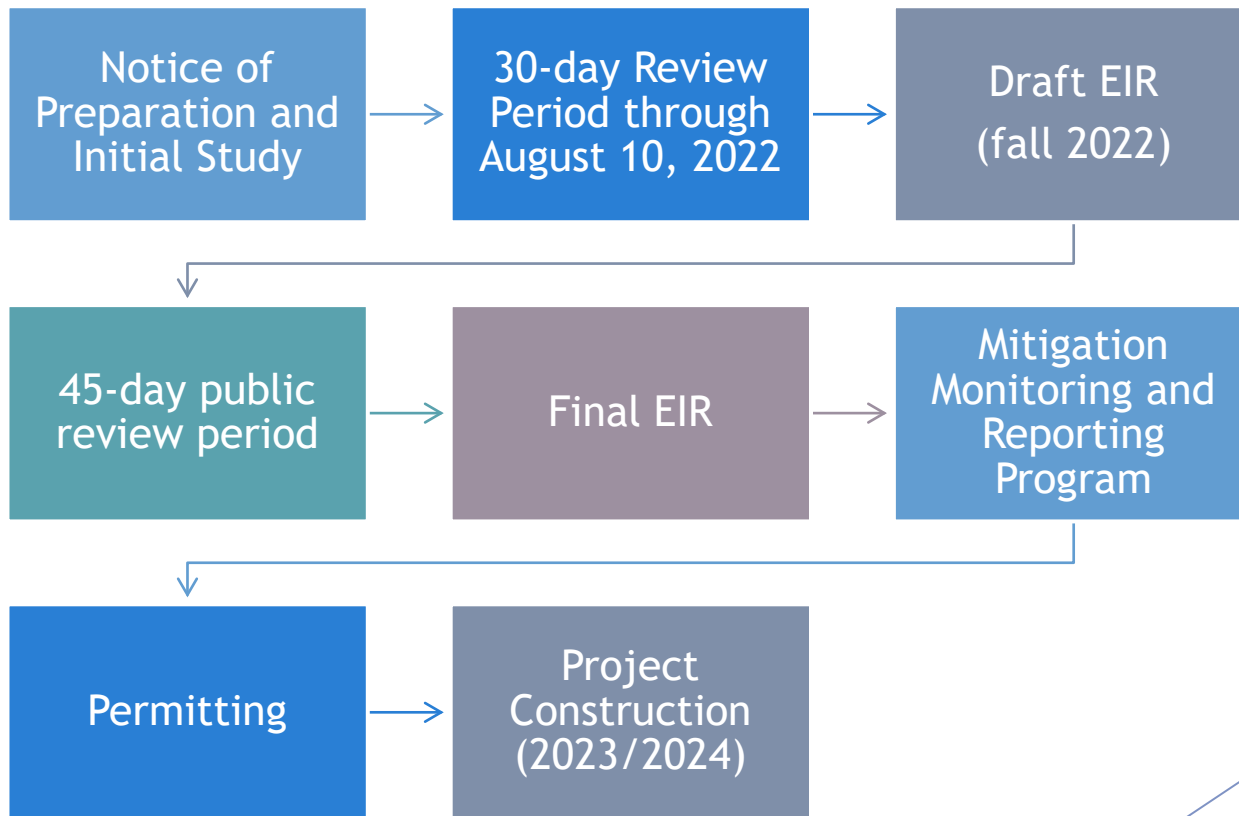 Notice of
Preparation and
Initial Study
30-day Review
Period through
August 10, 2022
Draft EIR
(fall 2022)
45-day public
review period
Final EIR
Mitigation
Monitoring and
Reporting
Program
Permitting
Project
Construction
(2023/2024)